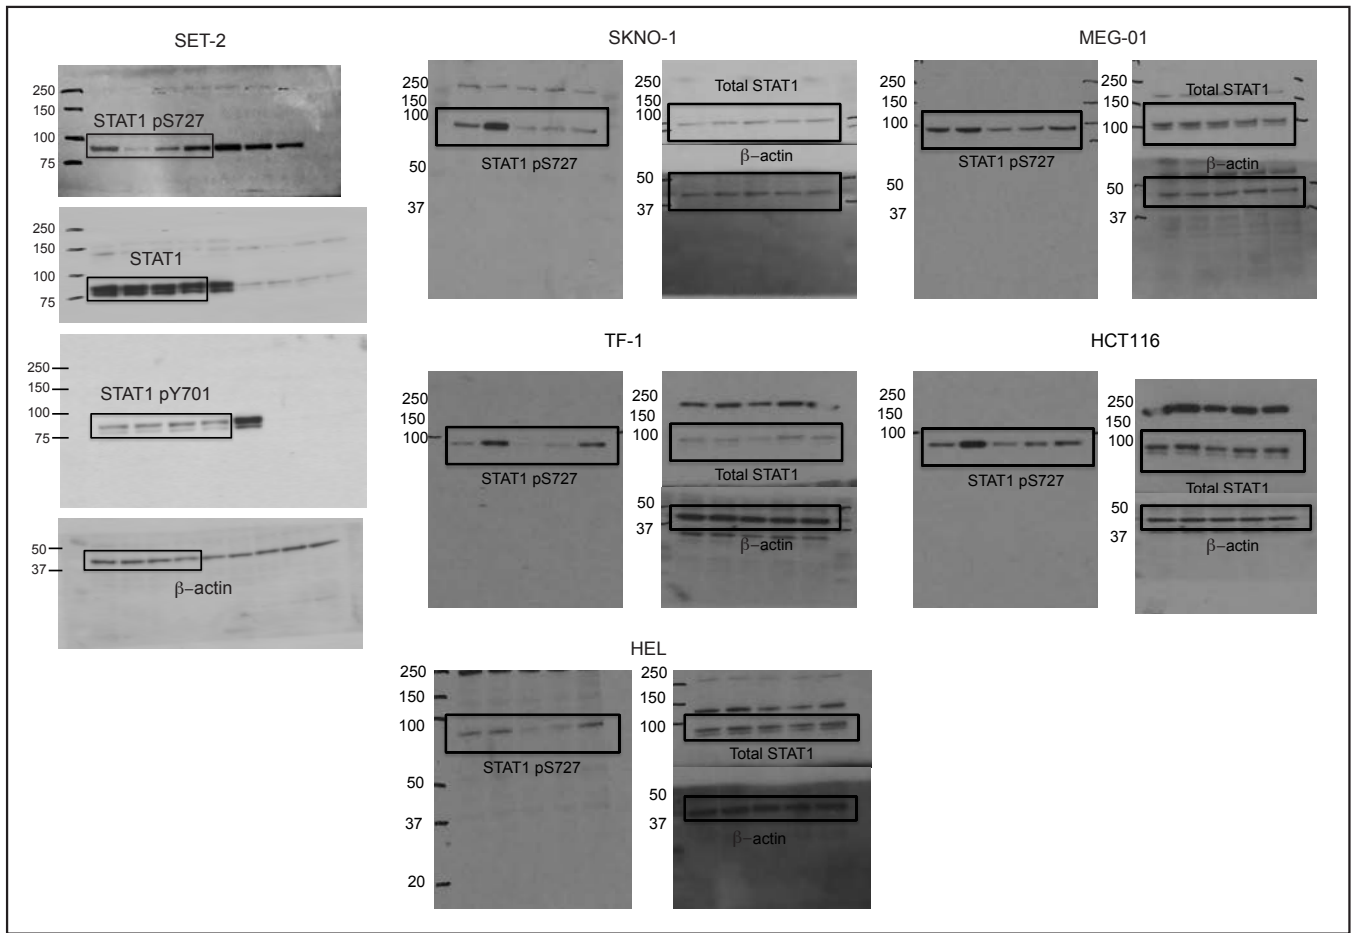 SET-2
250
150
STAT1 pS727
100
75
250
150
STAT1
100
75
250
150
STAT1 pY701
100
75
50
37
β-actin
SKNO-1
250
150
100
STAT1 pS727
50
37
250
Total STAT1
150
100
β-actin
50
37
MEG-01
250
150
100
STAT1 pS727
50
37
250
Total STAT1
150
100
β-actin
50
37
TF-1
250
150
100
STAT1 pS727
250
150
100
Total STAT1
50
37
β-actin
HCT116
250
150
100
STAT1 pS727
250
150
100
Total STAT1
50
37
β-actin
HEL
250
150
100
STAT1 pS727
50
37
20
250
150
100
Total STAT1
50
37
β-actin